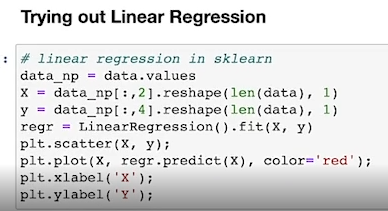 Trying out Linear Regression
: # linear regression in sklearn
data_np = data.values
X = data_np[:,2].reshape(len(data), 1)
y = data_np[:,4].reshape(len(data), 1)
regr = LinearRegression().fit(X, y)
plt.scatter(X, y);
plt.plot(X, regr.predict(X), color='red');
plt.xlabel('X');
plt.ylabel('Y');